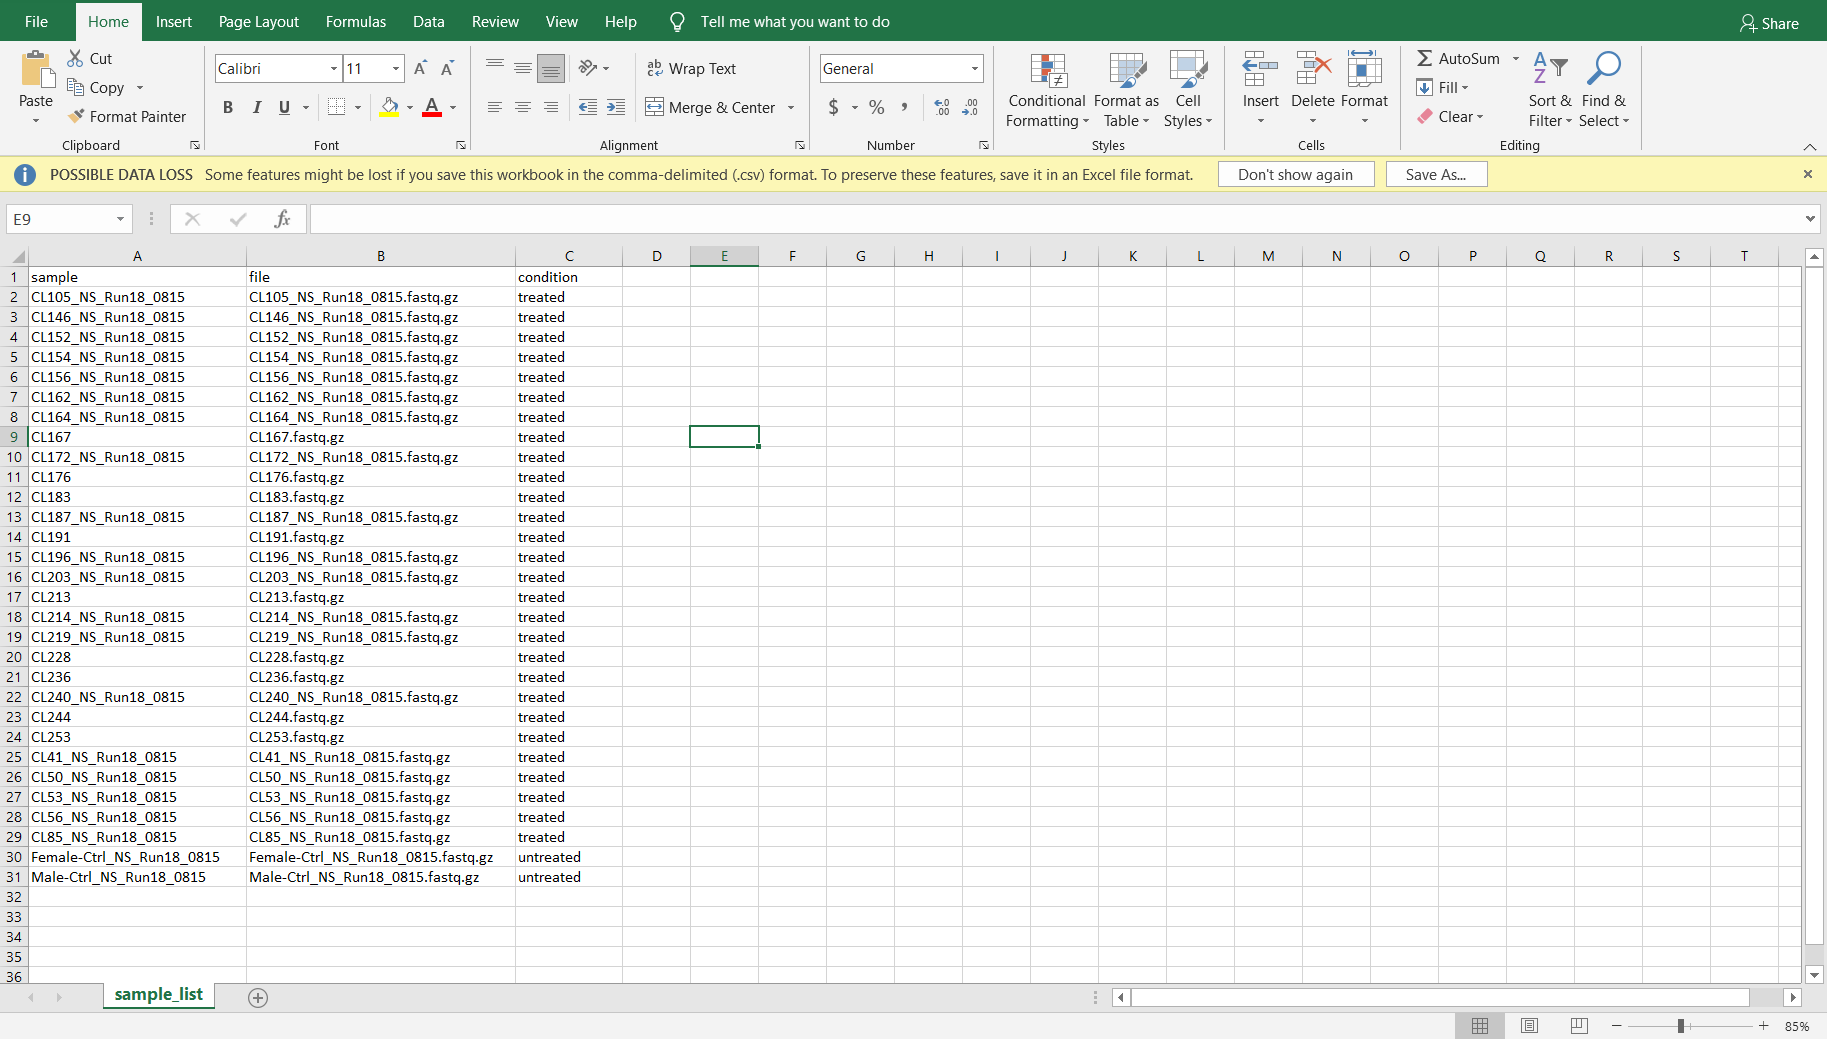 File Home Insert Page Layout Formulas Data Review View Help Tell me what you want to do Share
Paste Cut Copy Format Painter Clipboard
Calibri 11 B I U A Font
Wrap Text Merge & Center Alignment
General $ % , Number
Conditional Formatting Format as Table Cell Styles Styles
Insert Delete Format Cells
AutoSum Fill Clear Sort & Filter Find & Select Editing
POSSIBLE DATA LOSS Some features might be lost if you save this workbook in the comma-delimited (.csv) format. To preserve these features, save it in an Excel file format. Don't show again Save As...
E9 fx
A B C D E F G H I J K L M N O P Q R S T
1 sample file condition
2 CL105_NS_Run18_0815 CL105_NS_Run18_0815.fastq.gz treated
3 CL146_NS_Run18_0815 CL146_NS_Run18_0815.fastq.gz treated
4 CL152_NS_Run18_0815 CL152_NS_Run18_0815.fastq.gz treated
5 CL154_NS_Run18_0815 CL154_NS_Run18_0815.fastq.gz treated
6 CL156_NS_Run18_0815 CL156_NS_Run18_0815.fastq.gz treated
7 CL162_NS_Run18_0815 CL162_NS_Run18_0815.fastq.gz treated
8 CL164_NS_Run18_0815 CL164_NS_Run18_0815.fastq.gz treated
9 CL167 CL167.fastq.gz treated
10 CL172_NS_Run18_0815 CL172_NS_Run18_0815.fastq.gz treated
11 CL176 CL176.fastq.gz treated
12 CL183 CL183.fastq.gz treated
13 CL187_NS_Run18_0815 CL187_NS_Run18_0815.fastq.gz treated
14 CL191 CL191.fastq.gz treated
15 CL196_NS_Run18_0815 CL196_NS_Run18_0815.fastq.gz treated
16 CL203_NS_Run18_0815 CL203_NS_Run18_0815.fastq.gz treated
17 CL213 CL213.fastq.gz treated
18 CL214_NS_Run18_0815 CL214_NS_Run18_0815.fastq.gz treated
19 CL219_NS_Run18_0815 CL219_NS_Run18_0815.fastq.gz treated
20 CL228 CL228.fastq.gz treated
21 CL236 CL236.fastq.gz treated
22 CL240_NS_Run18_0815 CL240_NS_Run18_0815.fastq.gz treated
23 CL244 CL244.fastq.gz treated
24 CL253 CL253.fastq.gz treated
25 CL41_NS_Run18_0815 CL41_NS_Run18_0815.fastq.gz treated
26 CL50_NS_Run18_0815 CL50_NS_Run18_0815.fastq.gz treated
27 CL53_NS_Run18_0815 CL53_NS_Run18_0815.fastq.gz treated
28 CL56_NS_Run18_0815 CL56_NS_Run18_0815.fastq.gz treated
29 CL85_NS_Run18_0815 CL85_NS_Run18_0815.fastq.gz treated
30 Female-Ctrl_NS_Run18_0815 Female-Ctrl_NS_Run18_0815.fastq.gz untreated
31 Male-Ctrl_NS_Run18_0815 Male-Ctrl_NS_Run18_0815.fastq.gz untreated
32
33
34
35
36
sample_list
85%